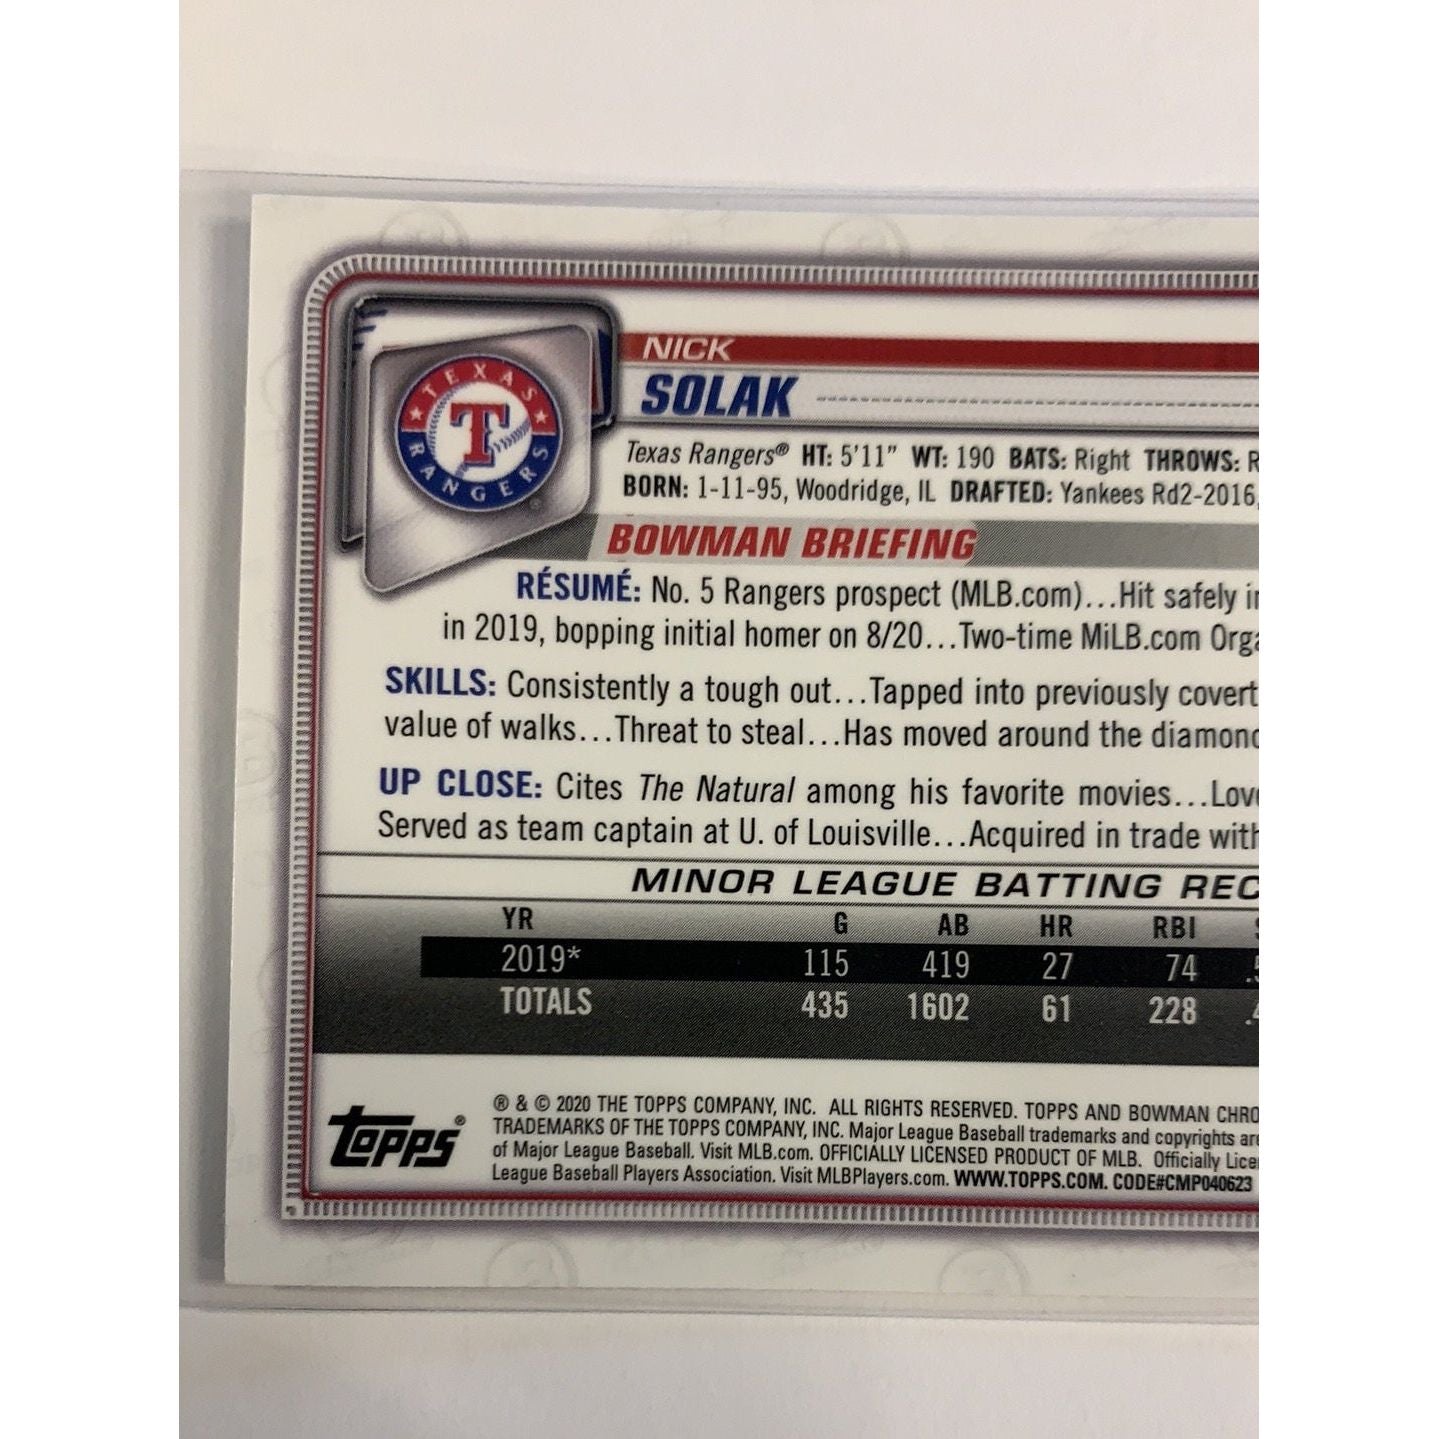 TEXAS
T
RANGERS
NICK
SOLAK
Texas Rangers® HT: 5'11" WT: 190 BATS: Right THROWS: R
BORN: 1-11-95, Woodridge, IL DRAFTED: Yankees Rd2-2016,
BOWMAN BRIEFING
RÉSUMÉ: No. 5 Rangers prospect (MLB.com)...Hit safely
in 2019, bopping initial homer on 8/20...Two-time MiLB.com
SKILLS: Consistently a tough out...Tapped into previously covert
value of walks...Threat to steal...Has moved around the
UP CLOSE: Cites The Natural among his favorite movies...
Served as team captain at U. of Louisville...Acquired in trade with
MINOR LEAGUE BATTING REC
YR G AB HR RBI
2019* 115 419 27 74
TOTALS 435 1602 61 228
Topps®
® & © 2020 THE TOPPS COMPANY, INC. ALL RIGHTS RESERVED. TOPPS AND BOWMAN CHRO
TRADEMARKS OF THE TOPPS COMPANY, INC. Major League Baseball trademarks and copyrights are
of Major League Baseball. Visit MLB.com. OFFICIALLY LICENSED PRODUCT OF MLB. Officially
League Baseball Players Association. Visit MLBPlayers.com. WWW.TOPPS.COM. CODE#CMP040623